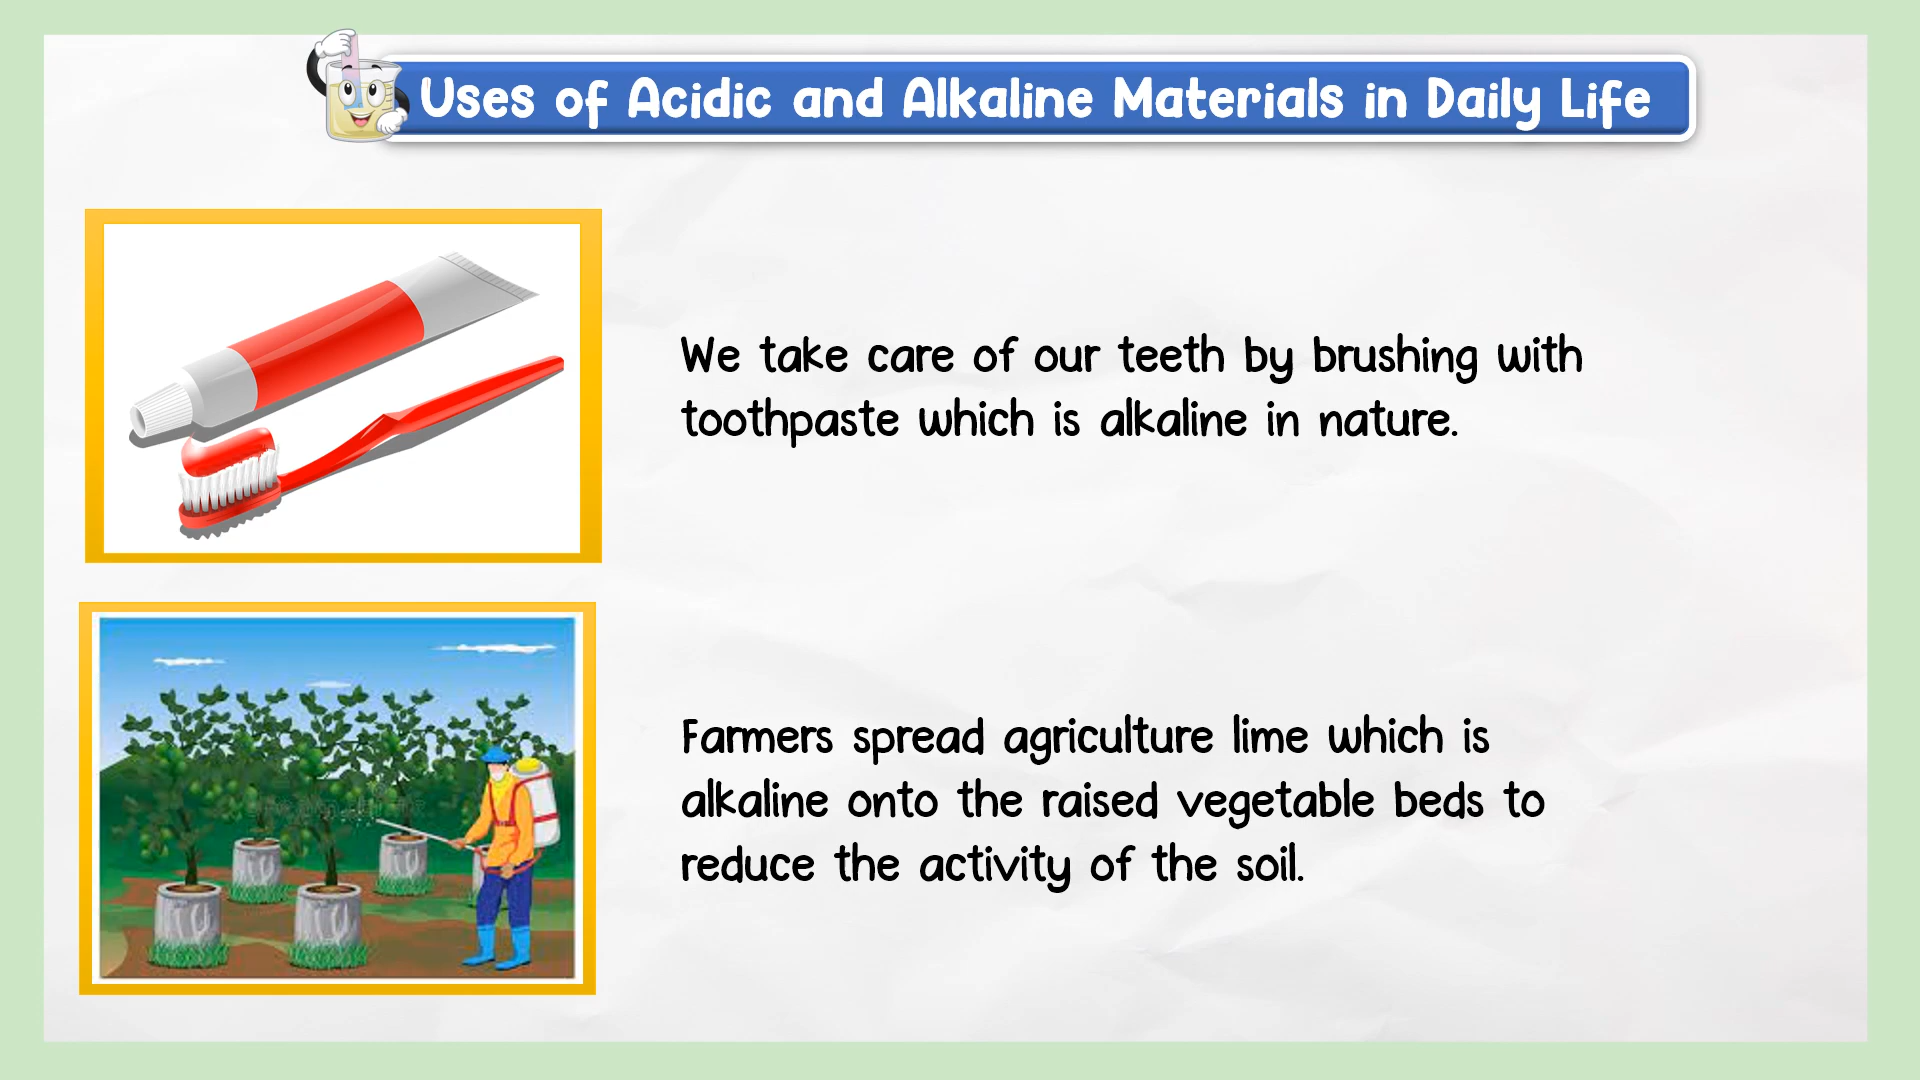 Uses of Acidic and Alkaline Materials in Daily Life
We take care of our teeth by brushing with
toothpaste which is alkaline in nature.
Farmers spread agriculture lime which is
alkaline onto the raised vegetable beds to
reduce the activity of the soil.